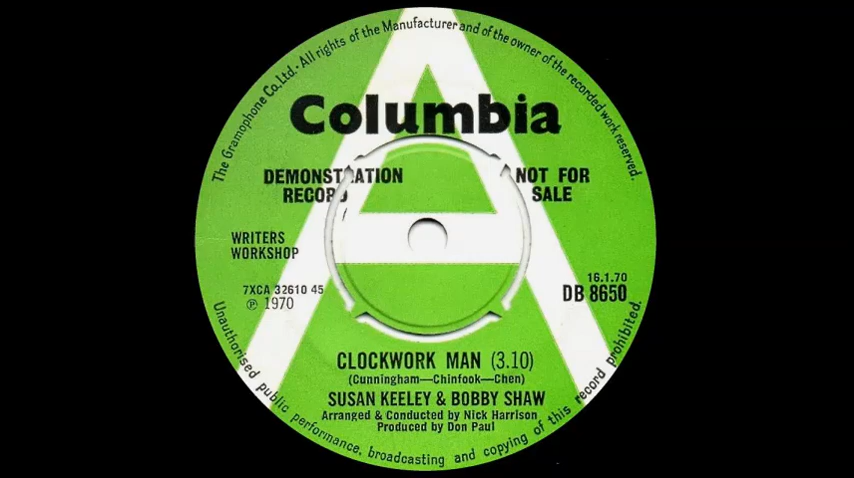 The Gramophone Co. Ltd. · All rights of the Manufacturer and of the owner of the recorded work reserved.
Columbia
DEMONSTRATION
RECORD
NOT FOR
SALE
WRITERS
WORKSHOP
7XCA 32610 45
℗ 1970
16.1.70
DB 8650
CLOCKWORK MAN (3.10)
(Cunningham—Chinfook—Chen)
SUSAN KEELEY & BOBBY SHAW
Arranged & Conducted by Nick Harrison
Produced by Don Paul
Unauthorised public performance, broadcasting and copying of this record prohibited.
A